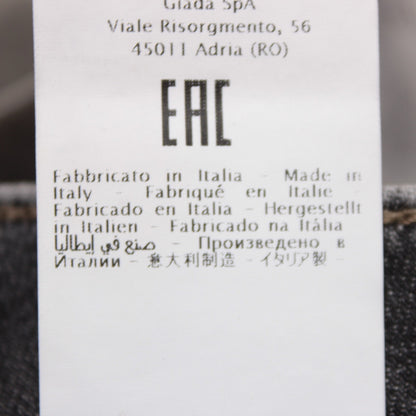 Giada SpA
Viale Risorgmento, 56
45011 Adria (RO)
EAC
Fabbricato in Italia - Made in
Italy - Fabriqué en Italie -
Fabricado en Italia - Hergestellt
in Italien - Fabricado na Itália
صنع في إيطاليا - Произведено в
Италии - 意大利制造 - イタリア製 -